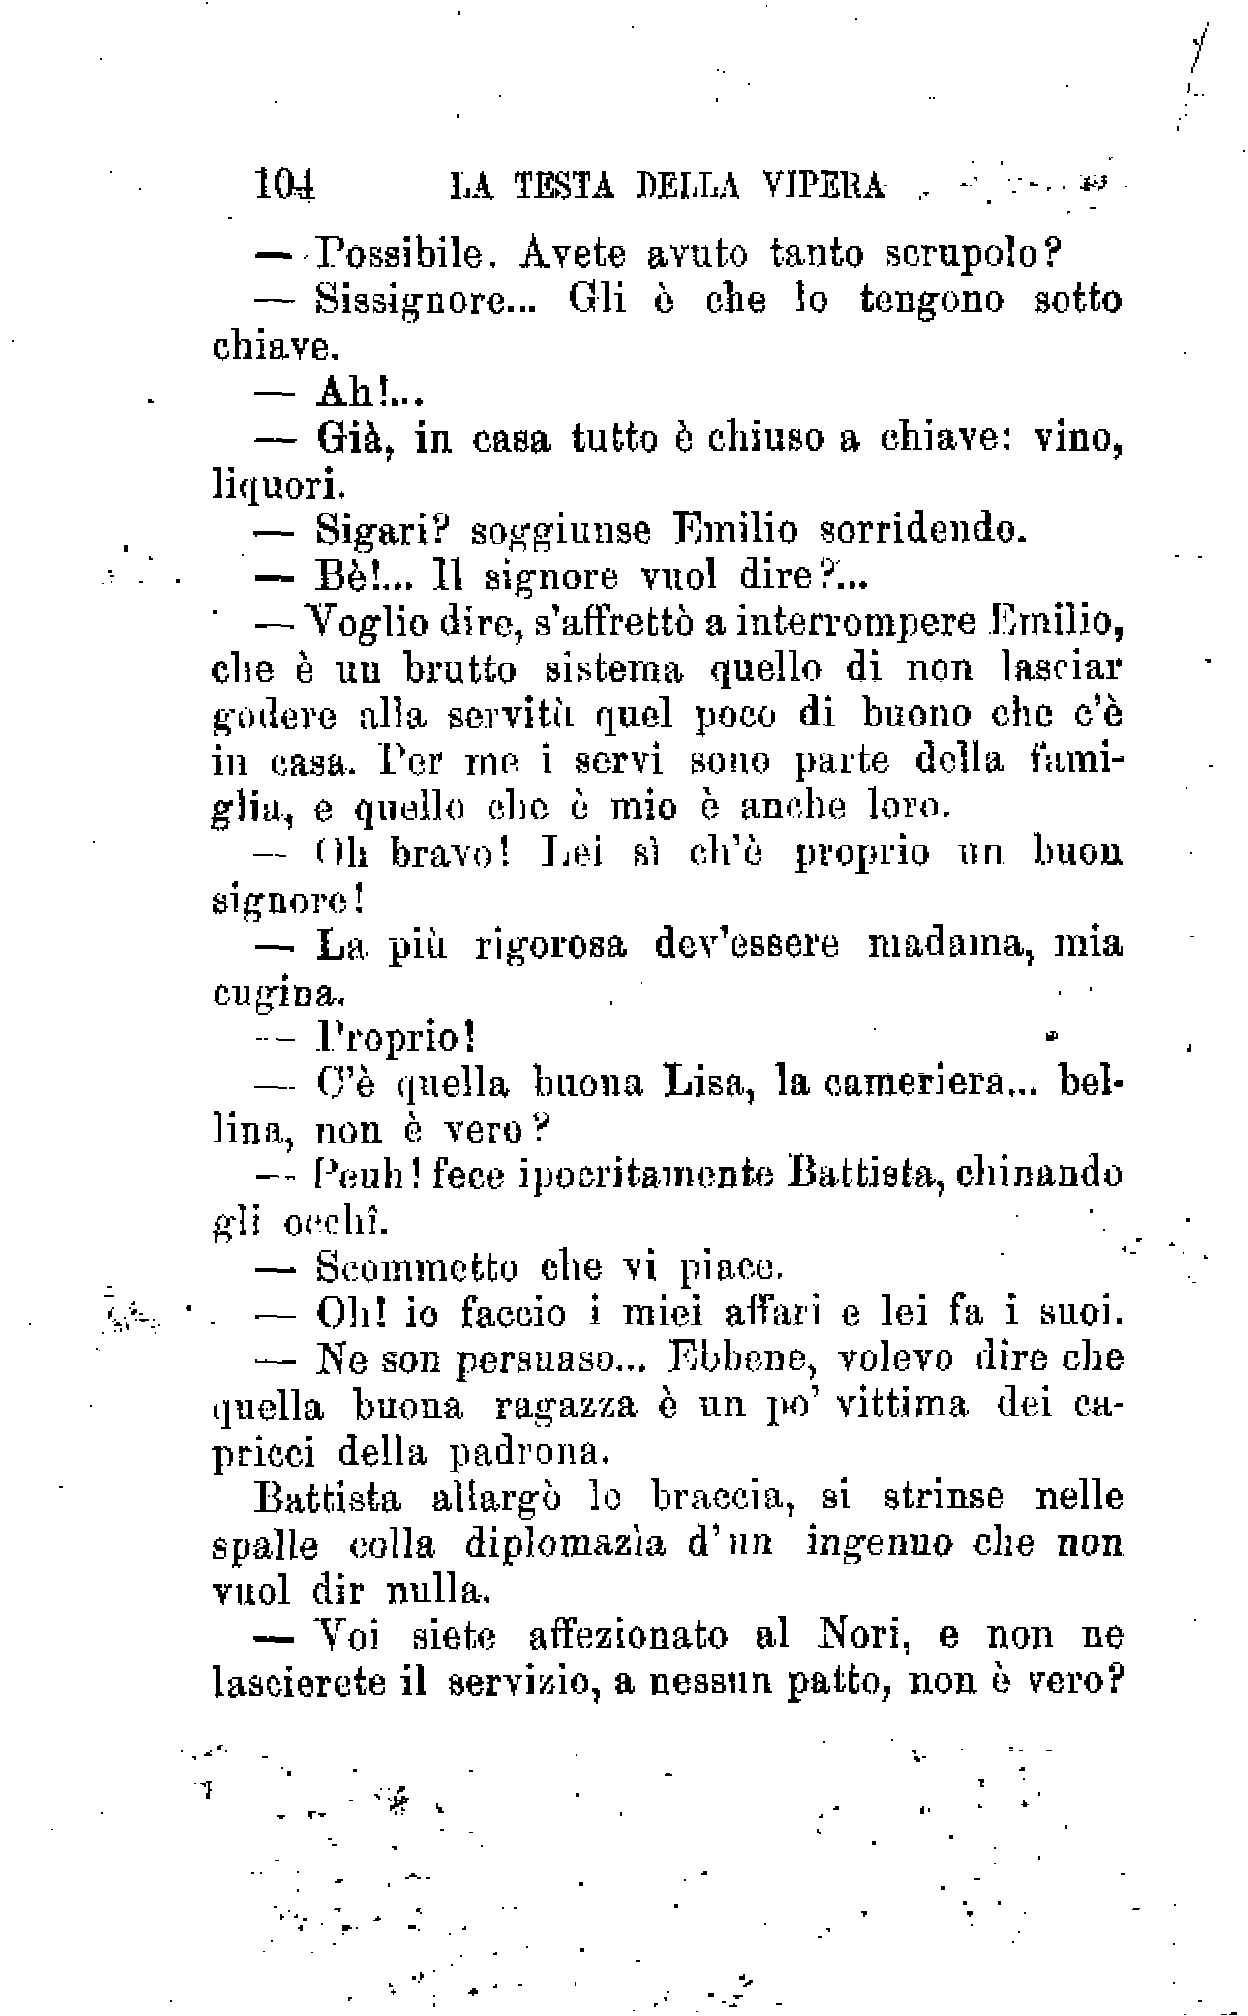 104 LA TESTA DELLA VIPERA
— Possibile. Avete avuto tanto scrupolo?
— Sissignore... Gli è che lo tengono sotto
chiave.
— Ah!...
— Già, in casa tutto è chiuso a chiave: vino,
liquori.
— Sigari? soggiunse Emilio sorridendo.
— Bè!... Il signore vuol dire?...
— Voglio dire, s'affrettò a interrompere Emilio,
che è un brutto sistema quello di non lasciar
godere alla servitù quel poco di buono che c'è
in casa. Per me i servi sono parte della fami-
glia, e quello che è mio è anche loro.
— Oh bravo! Lei sì ch'è proprio un buon
signore!
— La più rigorosa dev'essere madama, mia
cugina.
— Proprio!
— C'è quella buona Lisa, la cameriera... bel-
lina, non è vero?
— Peuh! fece ipocritamente Battista, chinando
gli occhî.
— Scommetto che vi piace.
— Oh! io faccio i miei affari e lei fa i suoi.
— Ne son persuaso... Ebbene, volevo dire che
quella buona ragazza è un po' vittima dei ca-
pricci della padrona.
Battista allargò le braccia, si strinse nelle
spalle colla diplomazìa d'un ingenuo che non
vuol dir nulla.
— Voi siete affezionato al Nori, e non ne
lascierete il servizio, a nessun patto, non è vero?